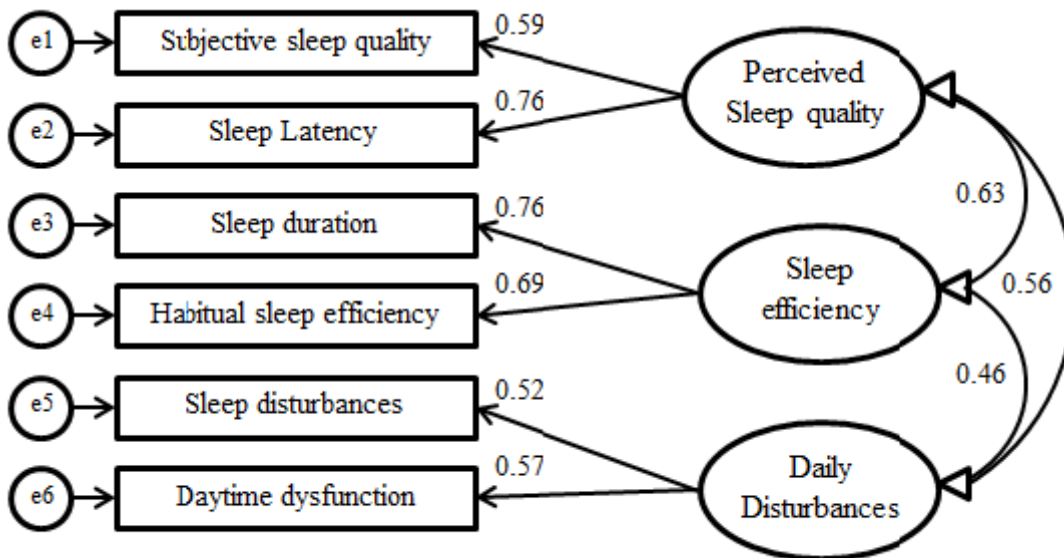 e1
Subjective sleep quality
0.59
e2
Sleep Latency
0.76
Perceived
Sleep quality
e3
Sleep duration
0.76
0.63
e4
Habitual sleep efficiency
0.69
Sleep
efficiency
0.56
e5
Sleep disturbances
0.52
0.46
e6
Daytime dysfunction
0.57
Daily
Disturbances